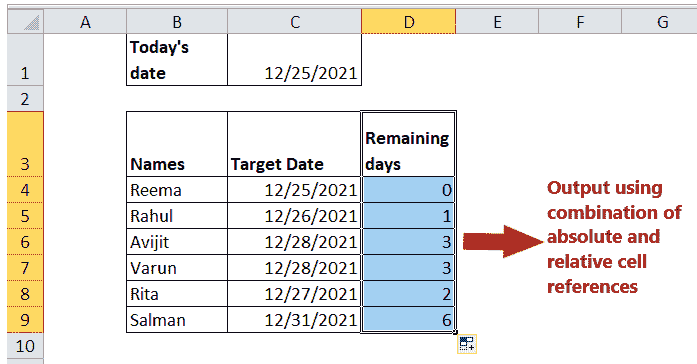 A B C D E F G
Today's
1 date 12/25/2021
2
Remaining
3 Names Target Date days
4 Reema 12/25/2021 0
5 Rahul 12/26/2021 1
6 Avijit 12/28/2021 3
7 Varun 12/28/2021 3
8 Rita 12/27/2021 2
9 Salman 12/31/2021 6
10
Output using
combination of
absolute and
relative cell
references